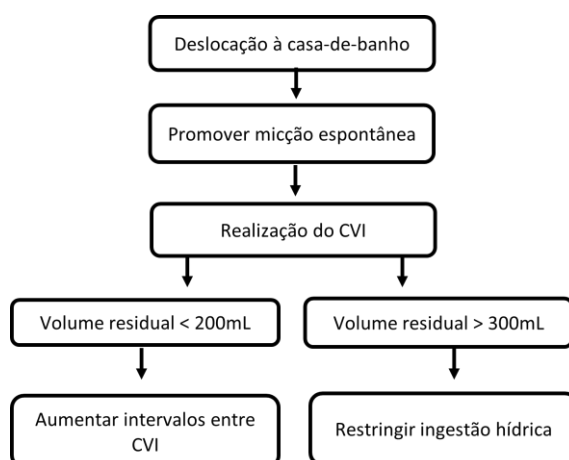 Deslocação à casa-de-banho
Promover micção espontânea
Realização do CVI
Volume residual < 200mL
Volume residual > 300mL
Aumentar intervalos entre
CVI
Restringir ingestão hídrica